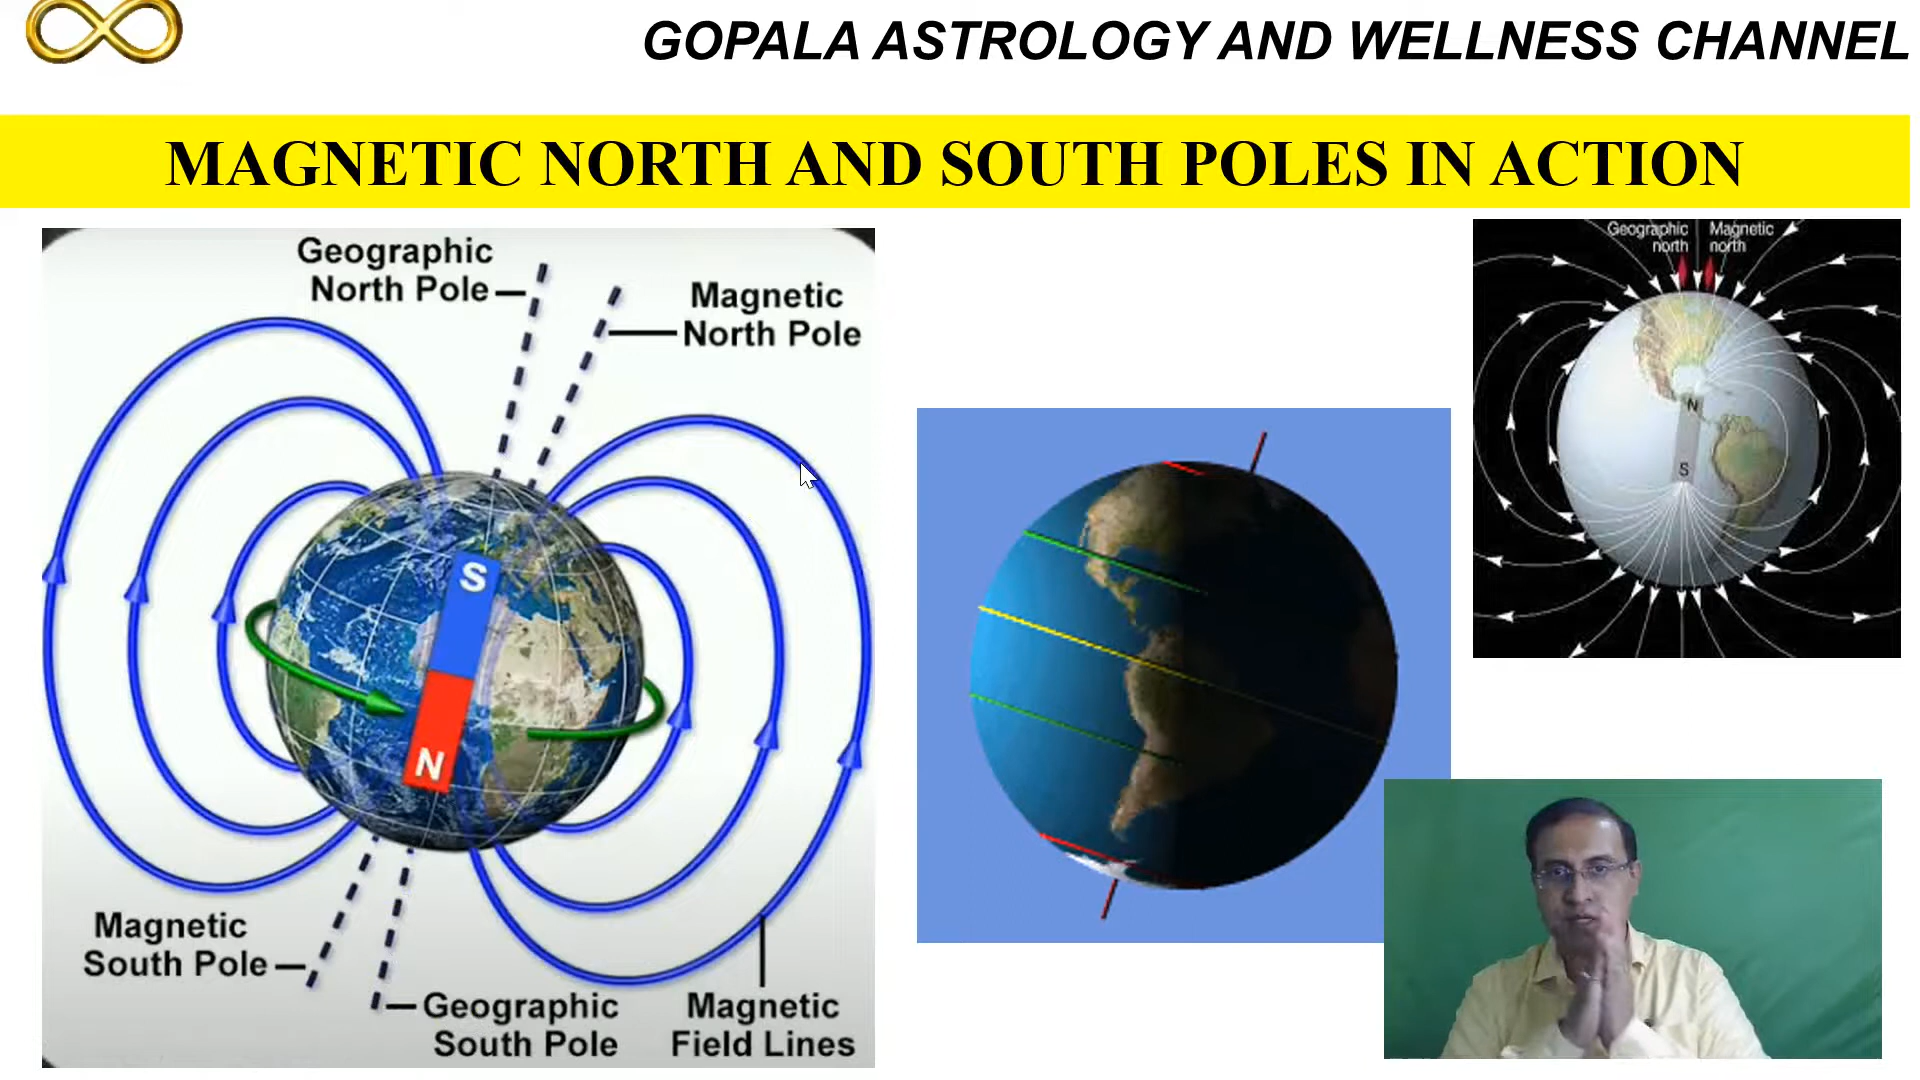 GOPALA ASTROLOGY AND WELLNESS CHANNEL
MAGNETIC NORTH AND SOUTH POLES IN ACTION
Geographic
North Pole
Magnetic
North Pole
S
N
Magnetic
South Pole
Geographic
South Pole
Magnetic
Field Lines
Geographic
north
Magnetic
north
N
S